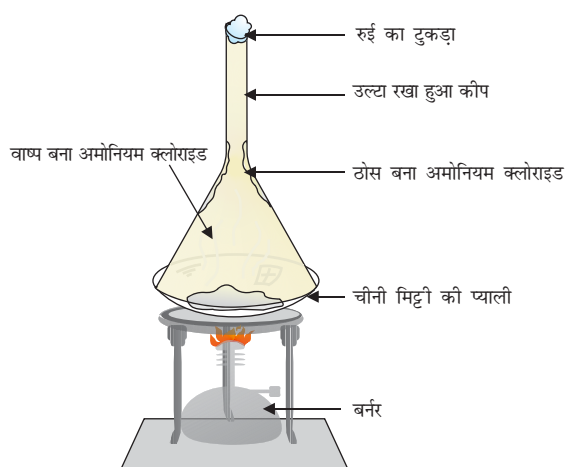 रुई का टुकड़ा
उल्टा रखा हुआ कीप
वाष्प बना अमोनियम क्लोराइड
ठोस बना अमोनियम क्लोराइड
चीनी मिट्टी की प्याली
बर्नर